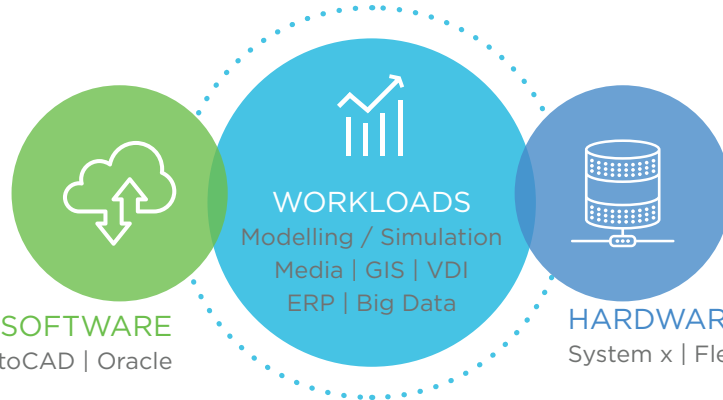 WORKLOADS
Modelling / Simulation
Media | GIS | VDI
ERP | Big Data
SOFTWARE
toCAD | Oracle
HARDWAR
System x | Fle